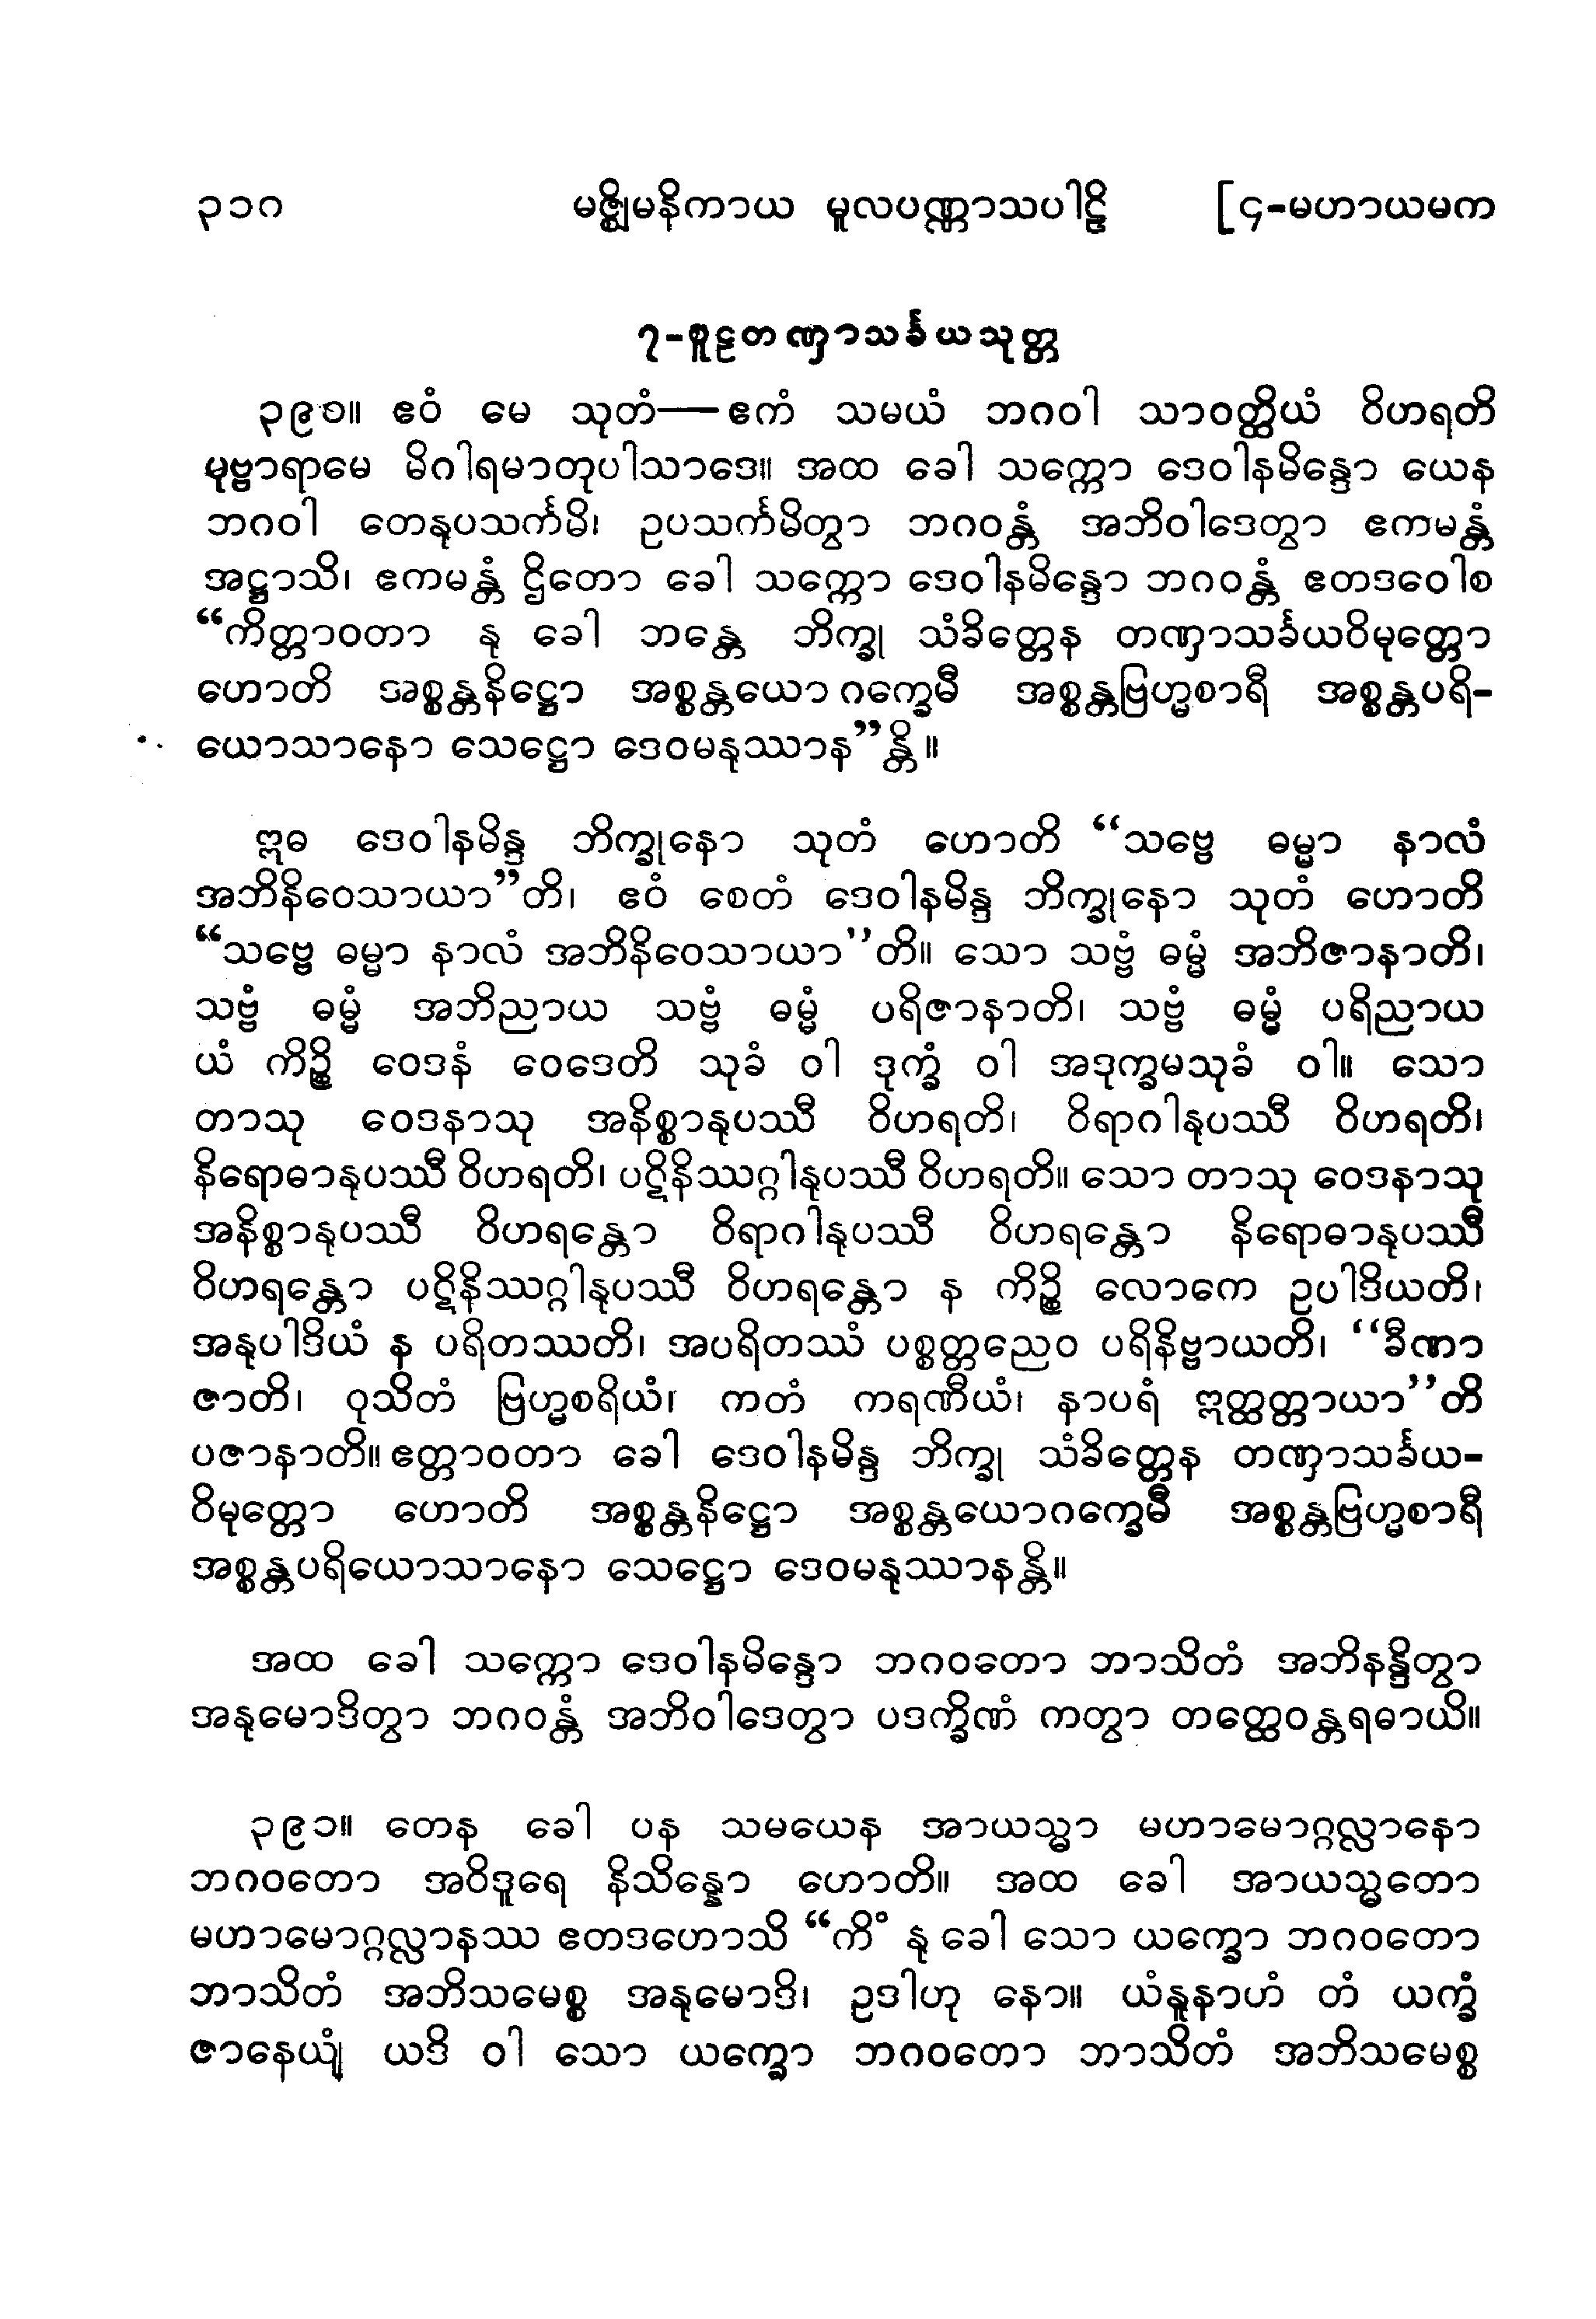 ၃၁ဂ မဇ္ဈိမနိကာယ မူလပဏ္ဏာသပါဠိ [၄-မဟာယမက
၇-စူဠတဏှာသင်္ခယသုတ္တ
၃၉၀။ ဧဝံ မေ သုတံ—ဧကံ သမယံ ဘဂဝါ သာဝတ္ထိယံ ဝိဟရတိ
ပုဗ္ဗာရာမေ မိဂါရမာတုပါသာဒေ။ အထ ခေါ သက္ကော ဒေဝါနမိန္ဒော ယေန
ဘဂဝါ တေနုပသင်္ကမိ၊ ဥပသင်္ကမိတွာ ဘဂဝန္တံ အဘိဝါဒေတွာ ဧကမန္တံ
အဋ္ဌာသိ၊ ဧကမန္တံ ဌိတော ခေါ သက္ကော ဒေဝါနမိန္ဒော ဘဂဝန္တံ ဧတဒဝေါစ
“ကိတ္တာဝတာ နု ခေါ ဘန္တေ ဘိက္ခု သံခိတ္တေန တဏှာသင်္ခယဝိမုတ္တော
ဟောတိ အစ္စန္တနိဋ္ဌော အစ္စန္တယောဂက္ခေမီ အစ္စန္တဗြဟ္မစာရီ အစ္စန္တပရိ-
ယောသာနော သေဋ္ဌော ဒေဝမနုဿာန”န္တိ။
ဣဓ ဒေဝါနမိန္ဒ ဘိက္ခုနော သုတံ ဟောတိ “သဗ္ဗေ ဓမ္မာ နာလံ
အဘိနိဝေသာယာ”တိ၊ ဧဝံ စေတံ ဒေဝါနမိန္ဒ ဘိက္ခုနော သုတံ ဟောတိ
“သဗ္ဗေ ဓမ္မာ နာလံ အဘိနိဝေသာယာ”တိ။ သော သဗ္ဗံ ဓမ္မံ အဘိဇာနာတိ၊
သဗ္ဗံ ဓမ္မံ အဘိညာယ သဗ္ဗံ ဓမ္မံ ပရိဇာနာတိ၊ သဗ္ဗံ ဓမ္မံ ပရိညာယ
ယံ ကိဉ္စိ ဝေဒနံ ဝေဒေတိ သုခံ ဝါ ဒုက္ခံ ဝါ အဒုက္ခမသုခံ ဝါ။ သော
တာသု ဝေဒနာသု အနိစ္စာနုပဿီ ဝိဟရတိ၊ ဝိရာဂါနုပဿီ ဝိဟရတိ၊
နိရောဓာနုပဿီ ဝိဟရတိ၊ ပဋိနိဿဂ္ဂါနုပဿီ ဝိဟရတိ။ သော တာသု ဝေဒနာသု
အနိစ္စာနုပဿီ ဝိဟရန္တော ဝိရာဂါနုပဿီ ဝိဟရန္တော နိရောဓာနုပဿီ
ဝိဟရန္တော ပဋိနိဿဂ္ဂါနုပဿီ ဝိဟရန္တော န ကိဉ္စိ လောကေ ဥပါဒိယတိ၊
အနုပါဒိယံ န ပရိတဿတိ၊ အပရိတဿံ ပစ္စတ္တညေဝ ပရိနိဗ္ဗာယတိ၊ “ခီဏာ
ဇာတိ၊ ဝုသိတံ ဗြဟ္မစရိယံ၊ ကတံ ကရဏီယံ၊ နာပရံ ဣတ္ထတ္တာယာ”တိ
ပဇာနာတိ။ ဧတ္တာဝတာ ခေါ ဒေဝါနမိန္ဒ ဘိက္ခု သံခိတ္တေန တဏှာသင်္ခယ-
ဝိမုတ္တော ဟောတိ အစ္စန္တနိဋ္ဌော အစ္စန္တယောဂက္ခေမီ အစ္စန္တဗြဟ္မစာရီ
အစ္စန္တပရိယောသာနော သေဋ္ဌော ဒေဝမနုဿာနန္တိ။
အထ ခေါ သက္ကော ဒေဝါနမိန္ဒော ဘဂဝတော ဘာသိတံ အဘိနန္ဒိတွာ
အနုမောဒိတွာ ဘဂဝန္တံ အဘိဝါဒေတွာ ပဒက္ခိဏံ ကတွာ တတ္ထေဝန္တရဓာယိ။
၃၉၁။ တေန ခေါ ပန သမယေန အာယသ္မာ မဟာမောဂ္ဂလ္လာနော
ဘဂဝတော အဝိဒူရေ နိသိန္နော ဟောတိ။ အထ ခေါ အာယသ္မတော
မဟာမောဂ္ဂလ္လာနဿ ဧတဒဟောသိ “ကိံ နု ခေါ သော ယက္ခော ဘဂဝတော
ဘာသိတံ အဘိသမေစ္စ အနုမောဒိ၊ ဥဒါဟု နော။ ယံနူနာဟံ တံ ယက္ခံ
ဇာနေယျံ ယဒိ ဝါ သော ယက္ခော ဘဂဝတော ဘာသိတံ အဘိသမေစ္စ